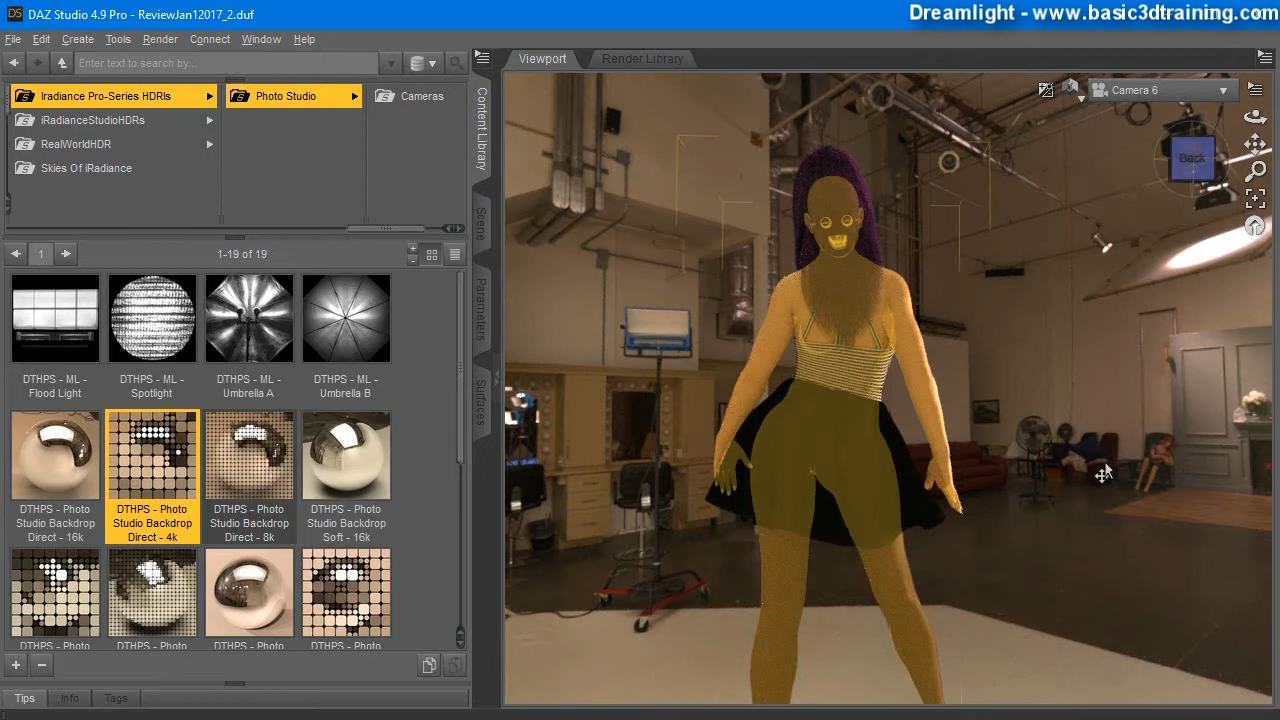 DAZ Studio 4.9 Pro - ReviewJan12017_2.duf
Dreamlight - www.basic3dtraining.com
File Edit Create Tools Render Connect Window Help
Enter text to search by...
Viewport
Render Library
Iradiance Pro-Series HDRIs
Photo Studio
Cameras
iRadianceStudioHDRs
RealWorldHDR
Skies Of iRadiance
Content Library
Scene
Parameters
Surfaces
Camera 6
Back
1
1-19 of 19
DTHPS - ML -
Flood Light
DTHPS - ML -
Spotlight
DTHPS - ML -
Umbrella A
DTHPS - ML -
Umbrella B
DTHPS - Photo
Studio Backdrop
Direct - 16k
DTHPS - Photo
Studio Backdrop
Direct - 4k
DTHPS - Photo
Studio Backdrop
Direct - 8k
DTHPS - Photo
Studio Backdrop
Soft - 16k
DTHPS - Photo
DTHPS - Photo
DTHPS - Photo
DTHPS - Photo
Tips
Info
Tags